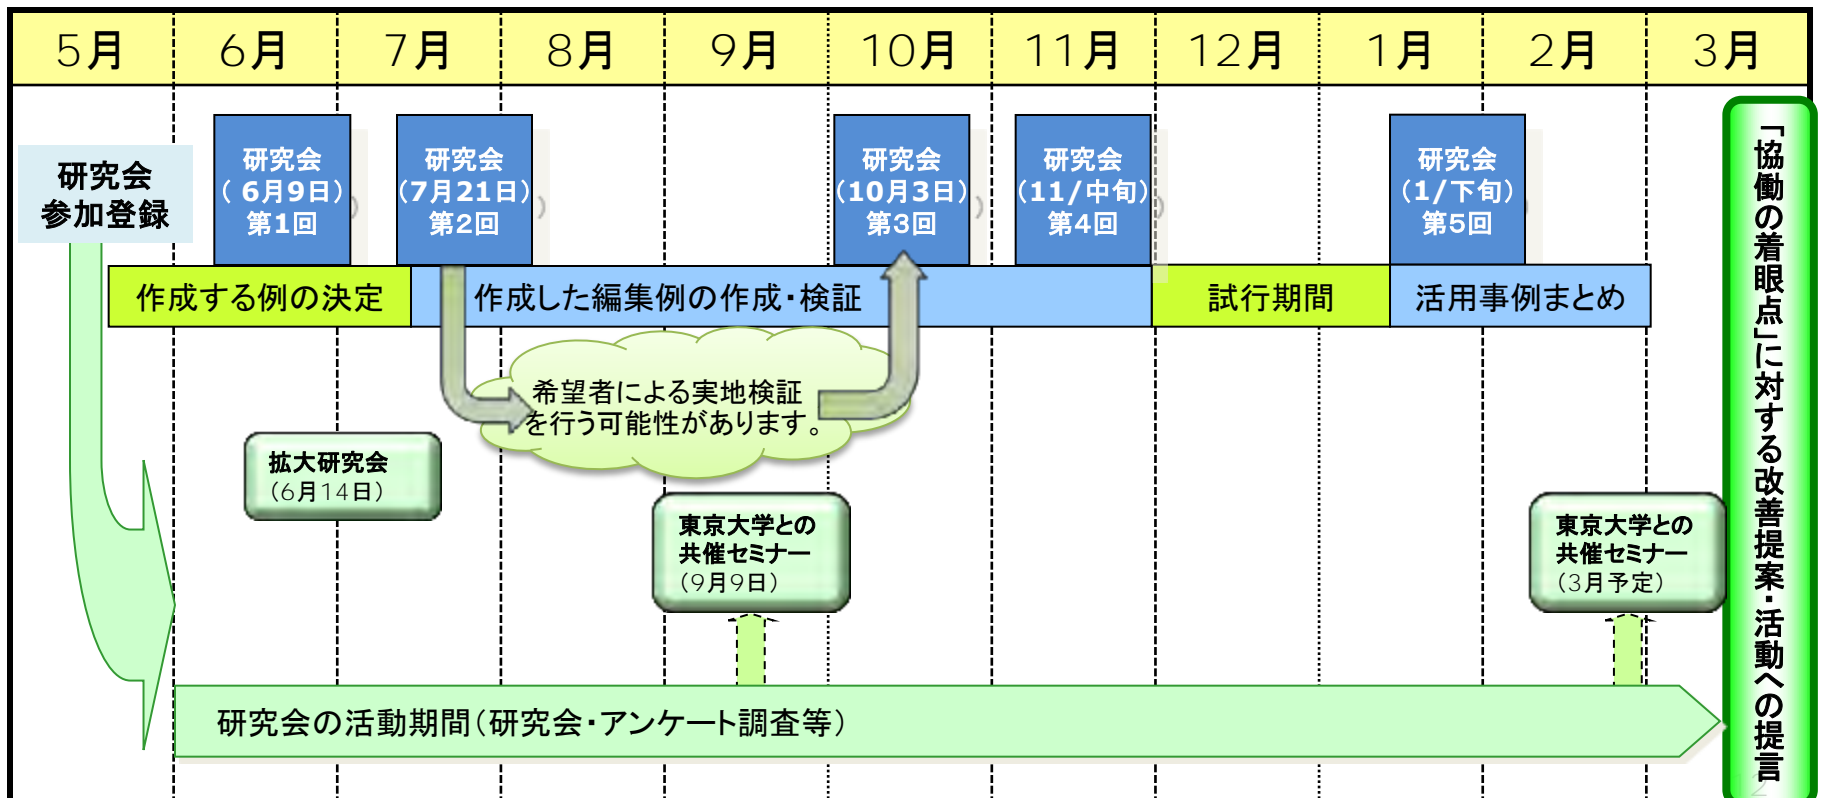 5月 6月 7月 8月 9月 10月 11月 12月 1月 2月 3月
研究会
参加登録
研究会
( 6月9日)
第1回
研究会
(7月21日)
第2回
研究会
(10月3日)
第3回
研究会
(11/中旬)
第4回
研究会
(1/下旬)
第5回
作成する例の決定
作成した編集例の作成・検証
試行期間
活用事例まとめ
希望者による実地検証
を行う可能性があります。
拡大研究会
(6月14日)
東京大学との
共催セミナー
(9月9日)
東京大学との
共催セミナー
(3月予定)
研究会の活動期間(研究会・アンケート調査等)
「協働の着眼点」に対する改善提案・活動への提言